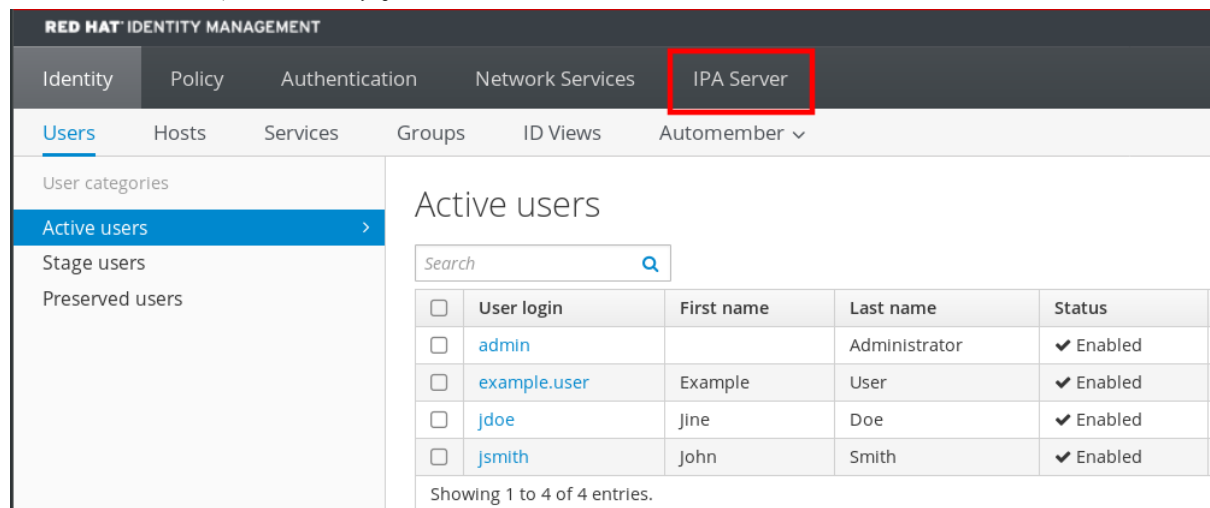 RED HAT IDENTITY MANAGEMENT
Identity Policy Authentication Network Services IPA Server
Users Hosts Services Groups ID Views Automember
User categories
Active users
Stage users
Preserved users
Active users
Search
User login First name Last name Status
admin Administrator Enabled
example.user Example User Enabled
jdoe Jine Doe Enabled
jsmith John Smith Enabled
Showing 1 to 4 of 4 entries.